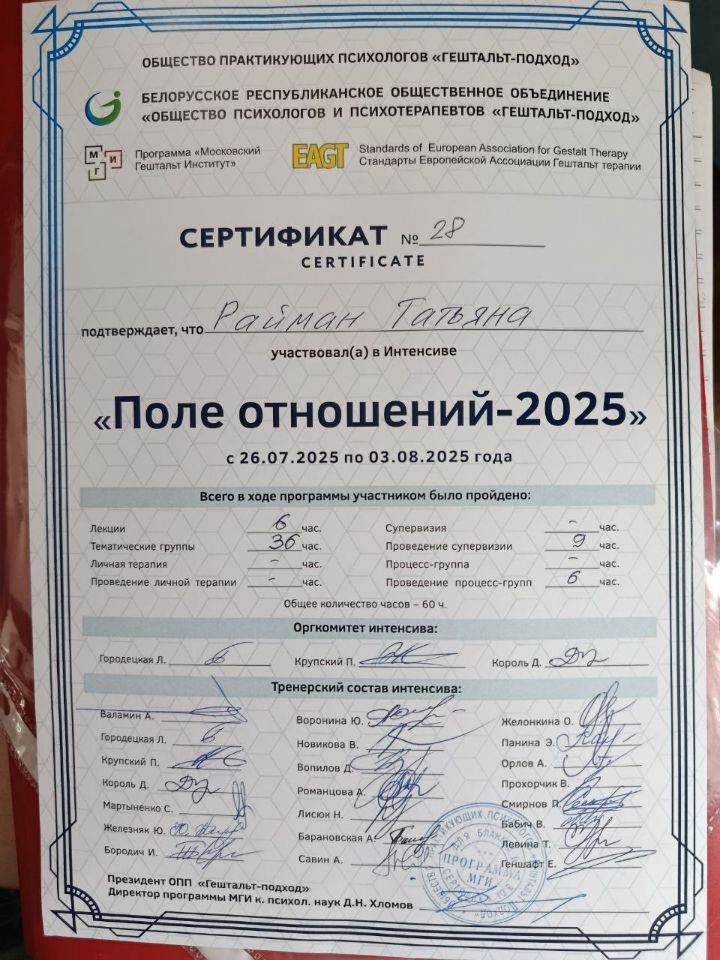 ОБЩЕСТВО ПРАКТИКУЮЩИХ ПСИХОЛОГОВ «ГЕШТАЛЬТ-ПОДХОД»
БЕЛОРУССКОЕ РЕСПУБЛИКАНСКОЕ ОБЩЕСТВЕННОЕ ОБЪЕДИНЕНИЕ
«ОБЩЕСТВО ПСИХОЛОГОВ И ПСИХОТЕРАПЕВТОВ «ГЕШТАЛЬТ-ПОДХОД»
М
И
Г
Программа «Московский
Гештальт Институт»
EAGT
Standards of European Association for Gestalt Therapy
Стандарты Европейской Ассоциации Гештальт терапии
СЕРТИФИКАТ № 28
CERTIFICATE
подтверждает, что Райман Татьяна
участвовал(а) в Интенсиве
«Поле отношений-2025»
с 26.07.2025 по 03.08.2025 года
Всего в ходе программы участником было пройдено:
Лекции 6 час. Супервизия - час.
Тематические группы 36 час. Проведение супервизии 9 час.
Личная терапия - час. Процесс-группа - час.
Проведение личной терапии - час. Проведение процесс-групп 6 час.
Общее количество часов – 60 ч.
Оргкомитет интенсива:
Городецкая Л. Крупский П. Король Д.
Тренерский состав интенсива:
Валамин А. Воронина Ю. Желонкина О.
Городецкая Л. Новикова В. Панина Э.
Крупский П. Вопилов Д. Орлов А.
Король Д. Романцова А. Прохорчик В.
Мартыненко С. Лисюк Н. Смирнов П.
Железняк Ю. Барановская А. Бабич В.
Бородич И. Савин А. Левина Т.
Геншафт Е.
ПРОГРАММА
МГИ
Президент ОПП «Гештальт-подход»
Директор программы МГИ к. психол. наук Д.Н. Хломов